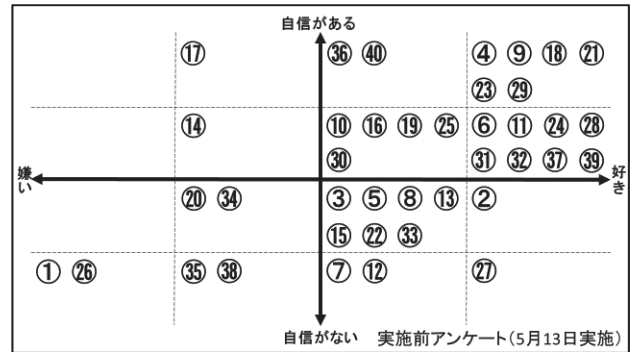 自信がある
⑰ ㊱ ㊵ ④ ⑨ ⑱ ㉑
㉓ ㉙
⑭ ⑩ ⑯ ⑲ ㉕ ⑥ ⑪ ㉔ ㉘
㉚ ㉛ ㉜ ㊲ ㊴
嫌い
好き
⑳ ㉞ ③ ⑤ ⑧ ⑬ ②
⑮ ㉒ ㉝
① ㉖ ㉟ ㊳ ⑦ ⑫ ㉗
自信がない
実施前アンケート(5月13日実施)